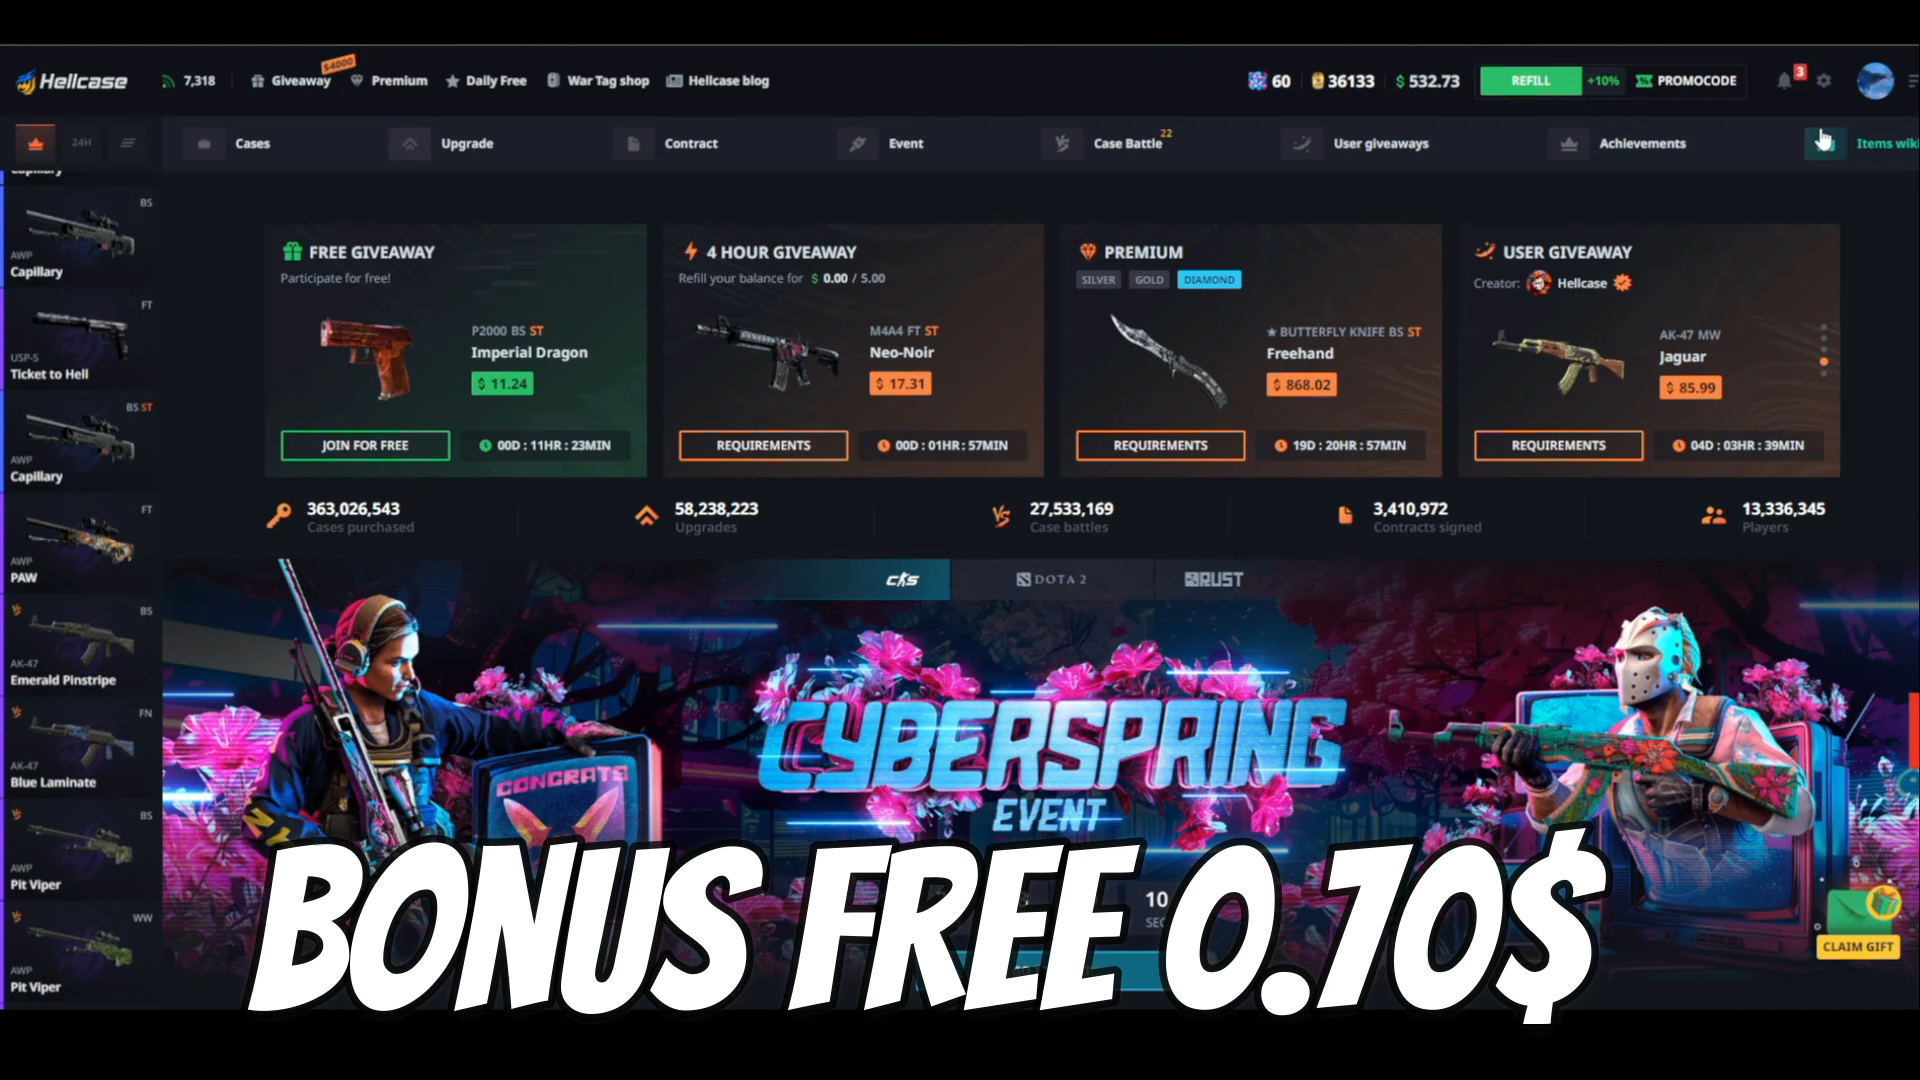 Hellcase
7,318
Giveaway
$4000
Premium
Daily Free
War Tag shop
Hellcase blog
60
36133
$ 532.73
REFILL
+10%
PROMOCODE
3
24H
Cases
Upgrade
Contract
Event
Case Battle
22
User giveaways
Achievements
Items wiki
Capillary
BS
AWP
Capillary
FT
USP-S
Ticket to Hell
BS ST
AWP
Capillary
FT
AWP
PAW
BS
AK-47
Emerald Pinstripe
FN
AK-47
Blue Laminate
BS
AWP
Pit Viper
WW
AWP
Pit Viper
FREE GIVEAWAY
Participate for free!
P2000 BS ST
Imperial Dragon
$ 11.24
JOIN FOR FREE
00D : 11HR : 23MIN
4 HOUR GIVEAWAY
Refill your balance for $ 0.00 / 5.00
M4A4 FT ST
Neo-Noir
$ 17.31
REQUIREMENTS
00D : 01HR : 57MIN
PREMIUM
SILVER
GOLD
DIAMOND
★ BUTTERFLY KNIFE BS ST
Freehand
$ 868.02
REQUIREMENTS
19D : 20HR : 57MIN
USER GIVEAWAY
Creator: Hellcase
AK-47 MW
Jaguar
$ 85.99
REQUIREMENTS
04D : 03HR : 39MIN
363,026,543
Cases purchased
58,238,223
Upgrades
27,533,169
Case battles
3,410,972
Contracts signed
13,336,345
Players
CS
DOTA 2
RUST
CONCRATS
CYBERSPRING
EVENT
10
BONUS FREE 0.70$
CLAIM GIFT